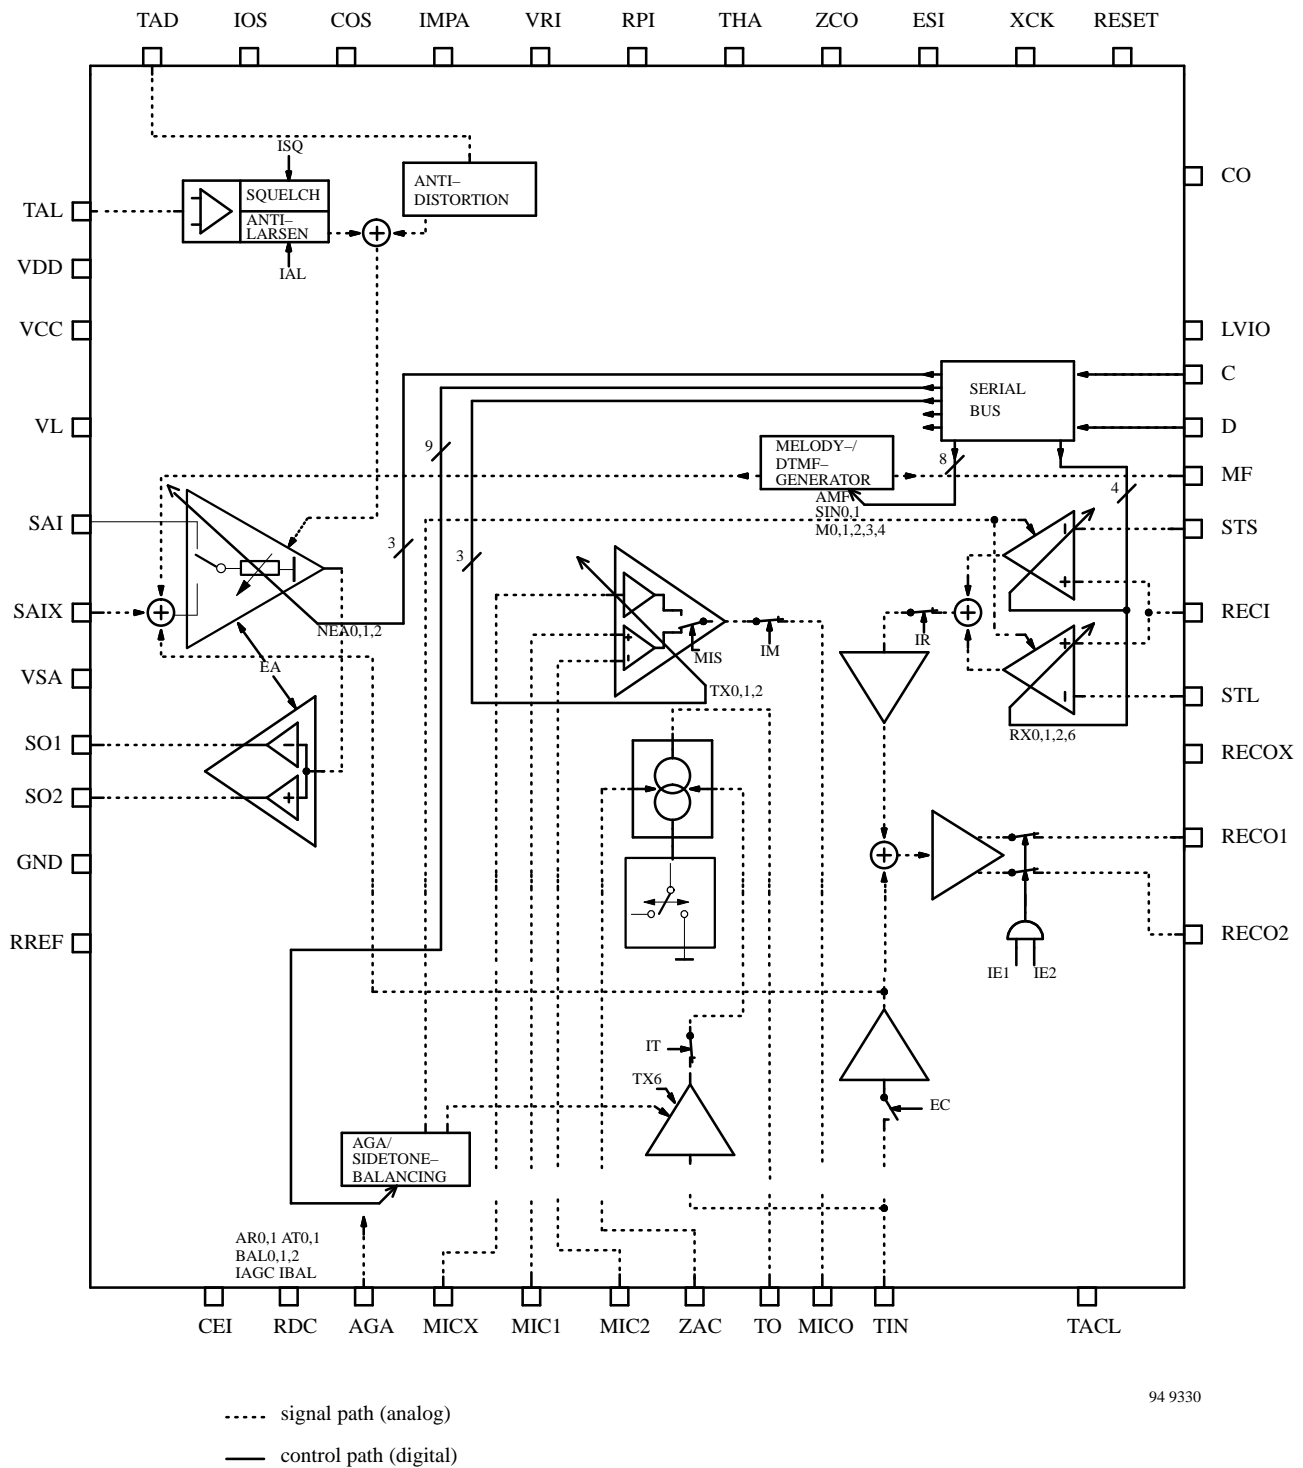 TAD IOS COS IMPA VRI RPI THA ZCO ESI XCK RESET
ISQ
SQUELCH
ANTI–
LARSEN
IAL
ANTI–
DISTORTION
TAL
VDD
VCC
VL
SAI
SAIX
VSA
SO1
SO2
GND
RREF
CO
LVIO
C
D
MF
STS
RECI
STL
RECOX
RECO1
RECO2
SERIAL
BUS
MELODY–/
DTMF–
GENERATOR
AMF
SIN0,1
M0,1,2,3,4
9
8
4
3
3
NEA0,1,2
EA
MIS
IM
TX0,1,2
IR
RX0,1,2,6
IE1 IE2
IT
TX6
EC
AGA/
SIDETONE–
BALANCING
AR0,1 AT0,1
BAL0,1,2
IAGC IBAL
CEI RDC AGA MICX MIC1 MIC2 ZAC TO MICO TIN TACL
94 9330
signal path (analog)
control path (digital)